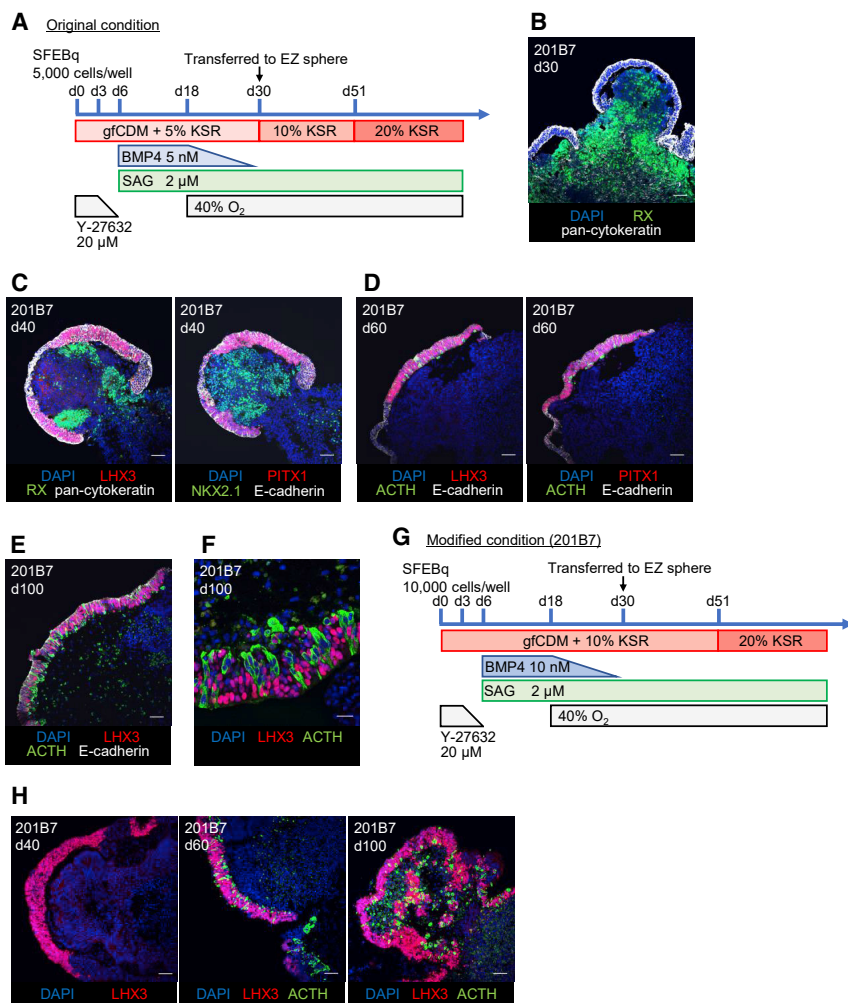 A
Original condition
SFEBq
5,000 cells/well
Transferred to EZ sphere
d0 d3 d6 d18 d30 d51
gfCDM + 5% KSR 10% KSR 20% KSR
BMP4 5 nM
SAG 2 µM
40% O₂
Y-27632
20 µM
B
201B7
d30
DAPI RX
pan-cytokeratin
C
201B7
d40
DAPI LHX3
RX pan-cytokeratin
201B7
d40
DAPI PITX1
NKX2.1 E-cadherin
D
201B7
d60
DAPI LHX3
ACTH E-cadherin
201B7
d60
DAPI PITX1
ACTH E-cadherin
E
201B7
d100
DAPI LHX3
ACTH E-cadherin
F
201B7
d100
DAPI LHX3 ACTH
G
Modified condition (201B7)
SFEBq
10,000 cells/well
Transferred to EZ sphere
d0 d3 d6 d18 d30 d51
gfCDM + 10% KSR 20% KSR
BMP4 10 nM
SAG 2 µM
40% O₂
Y-27632
20 µM
H
201B7
d40
DAPI LHX3
201B7
d60
DAPI LHX3 ACTH
201B7
d100
DAPI LHX3 ACTH